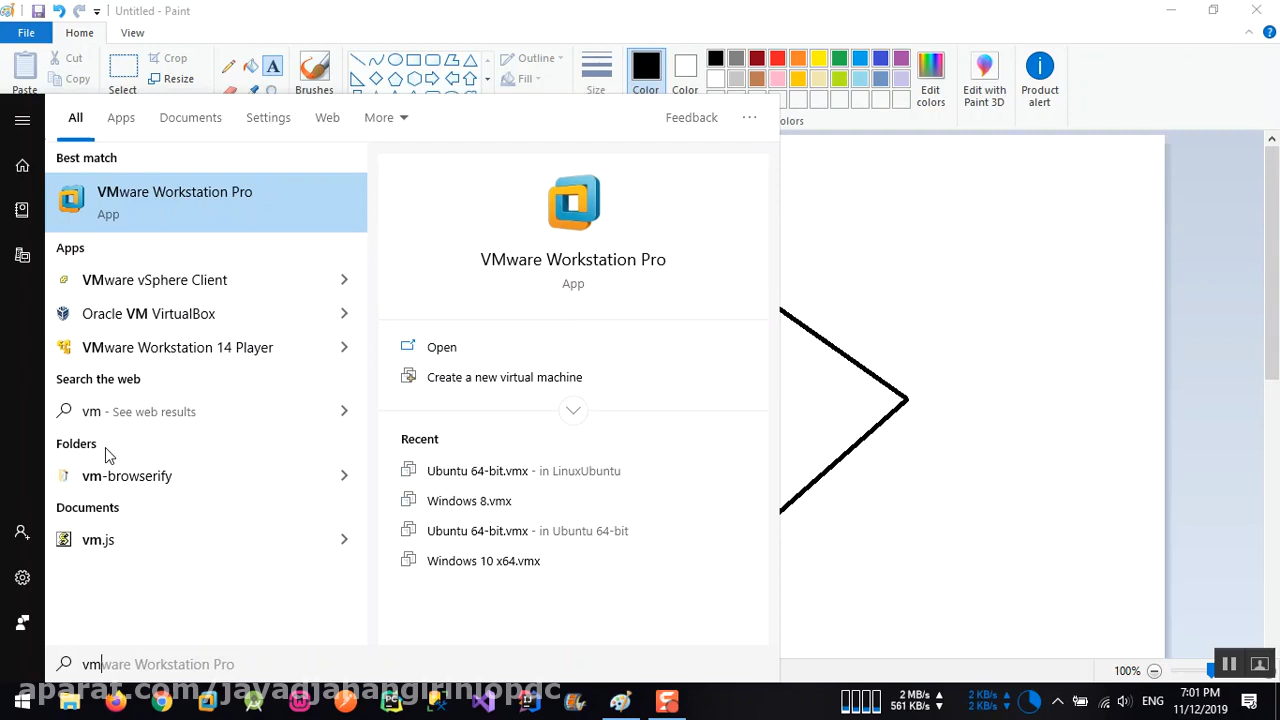 Untitled - Paint
File Home View
Cut
Copy
Paste
Crop
Resize
Select
Brushes
Outline
Fill
Size
Color
Color
Edit colors
Edit with Paint 3D
Product alert
olors
All Apps Documents Settings Web More Feedback
Best match
VMware Workstation Pro
App
Apps
VMware vSphere Client
Oracle VM VirtualBox
VMware Workstation 14 Player
Search the web
vm - See web results
Folders
vm-browserify
Documents
vm.js
VMware Workstation Pro
App
Open
Create a new virtual machine
Recent
Ubuntu 64-bit.vmx - in LinuxUbuntu
Windows 8.vmx
Ubuntu 64-bit.vmx - in Ubuntu 64-bit
Windows 10 x64.vmx
vmware Workstation Pro
100%
2 MB/s
561 KB/s
2 KB/s
2 KB/s
ENG
7:01 PM
11/12/2019